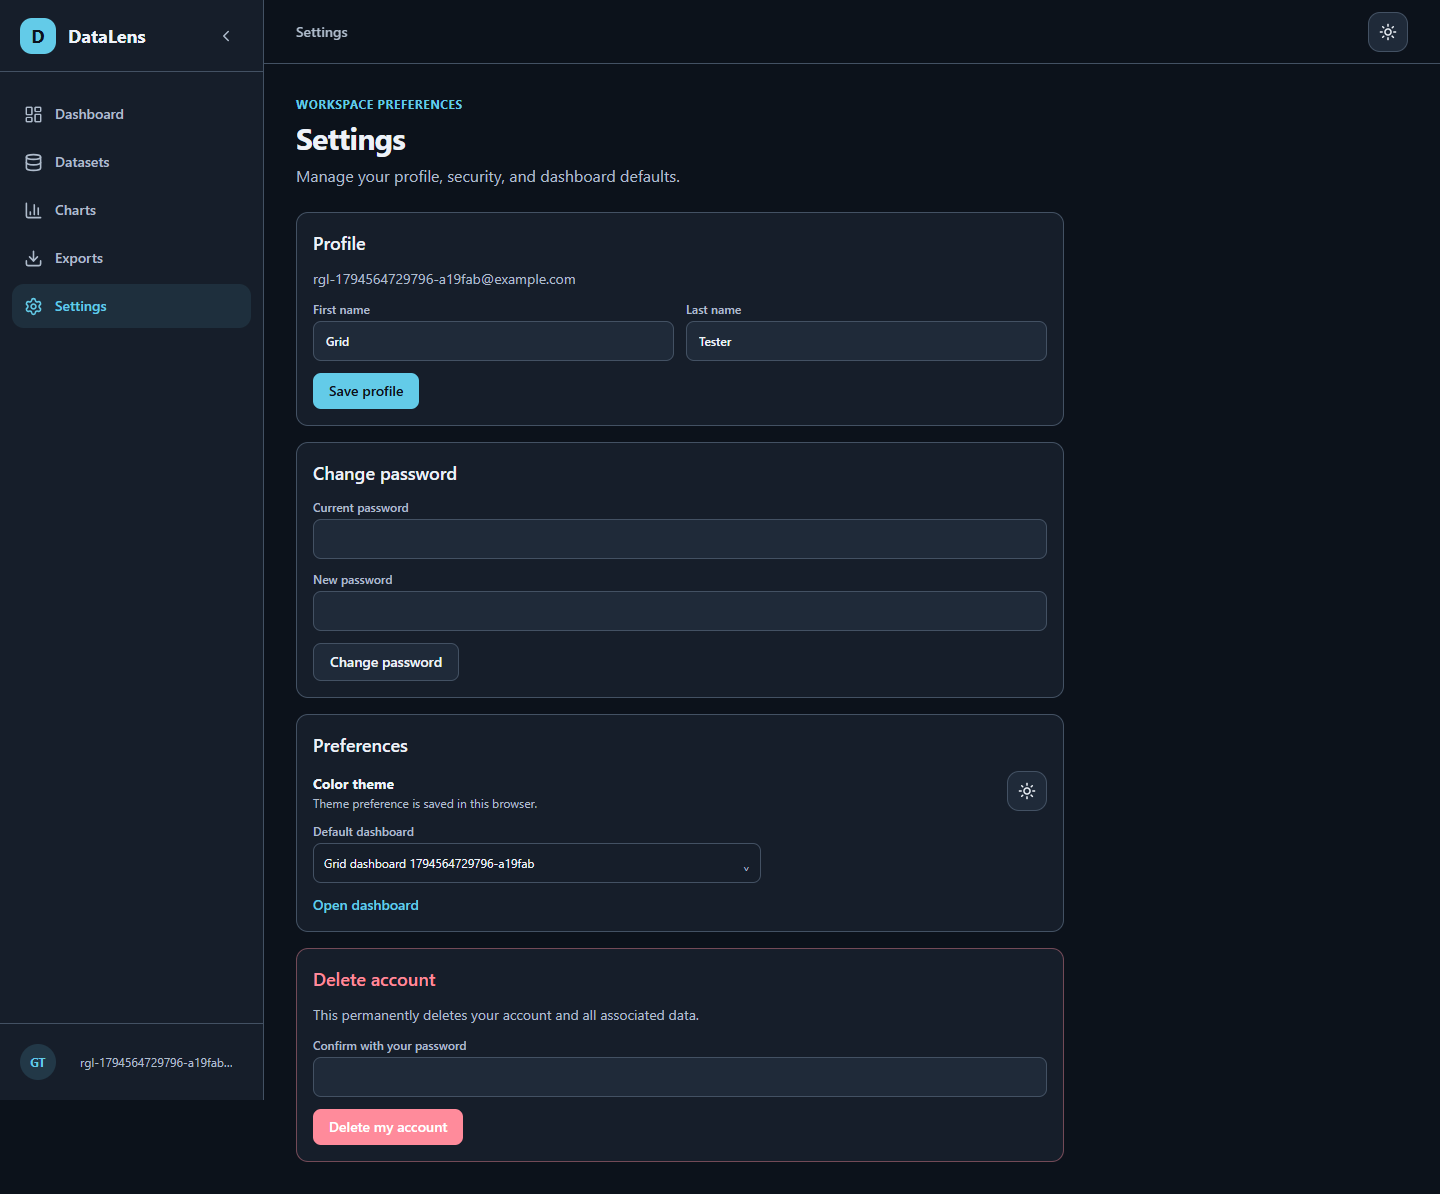 D DataLens
Dashboard
Datasets
Charts
Exports
Settings
GT rgl-1794564729796-a19fab...
Settings
WORKSPACE PREFERENCES
Settings
Manage your profile, security, and dashboard defaults.
Profile
rgl-1794564729796-a19fab@example.com
First name Last name
Grid Tester
Save profile
Change password
Current password
New password
Change password
Preferences
Color theme
Theme preference is saved in this browser.
Default dashboard
Grid dashboard 1794564729796-a19fab
Open dashboard
Delete account
This permanently deletes your account and all associated data.
Confirm with your password
Delete my account